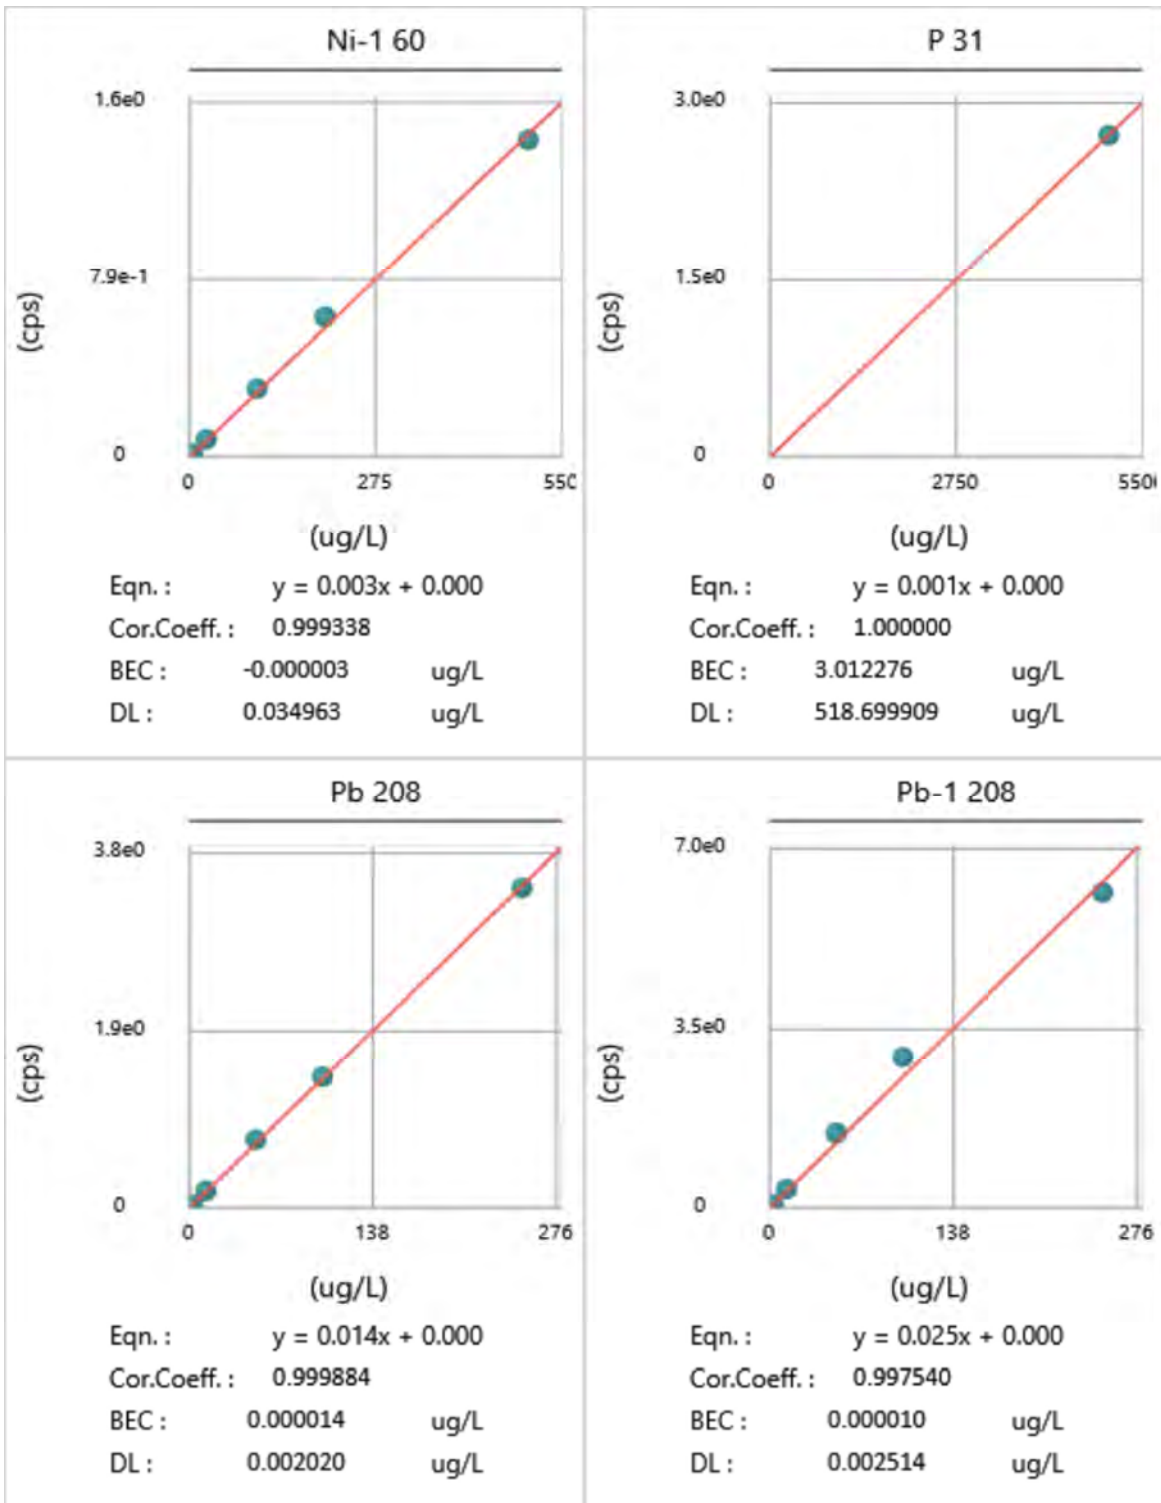 Ni-1 60
1.6e0
7.9e-1
0
(cps)
0 275 550
(ug/L)
Eqn. : y = 0.003x + 0.000
Cor.Coeff. : 0.999338
BEC : -0.000003 ug/L
DL : 0.034963 ug/L
P 31
3.0e0
1.5e0
0
(cps)
0 2750 550
(ug/L)
Eqn. : y = 0.001x + 0.000
Cor.Coeff. : 1.000000
BEC : 3.012276 ug/L
DL : 518.699909 ug/L
Pb 208
3.8e0
1.9e0
0
(cps)
0 138 276
(ug/L)
Eqn. : y = 0.014x + 0.000
Cor.Coeff. : 0.999884
BEC : 0.000014 ug/L
DL : 0.002020 ug/L
Pb-1 208
7.0e0
3.5e0
0
(cps)
0 138 276
(ug/L)
Eqn. : y = 0.025x + 0.000
Cor.Coeff. : 0.997540
BEC : 0.000010 ug/L
DL : 0.002514 ug/L